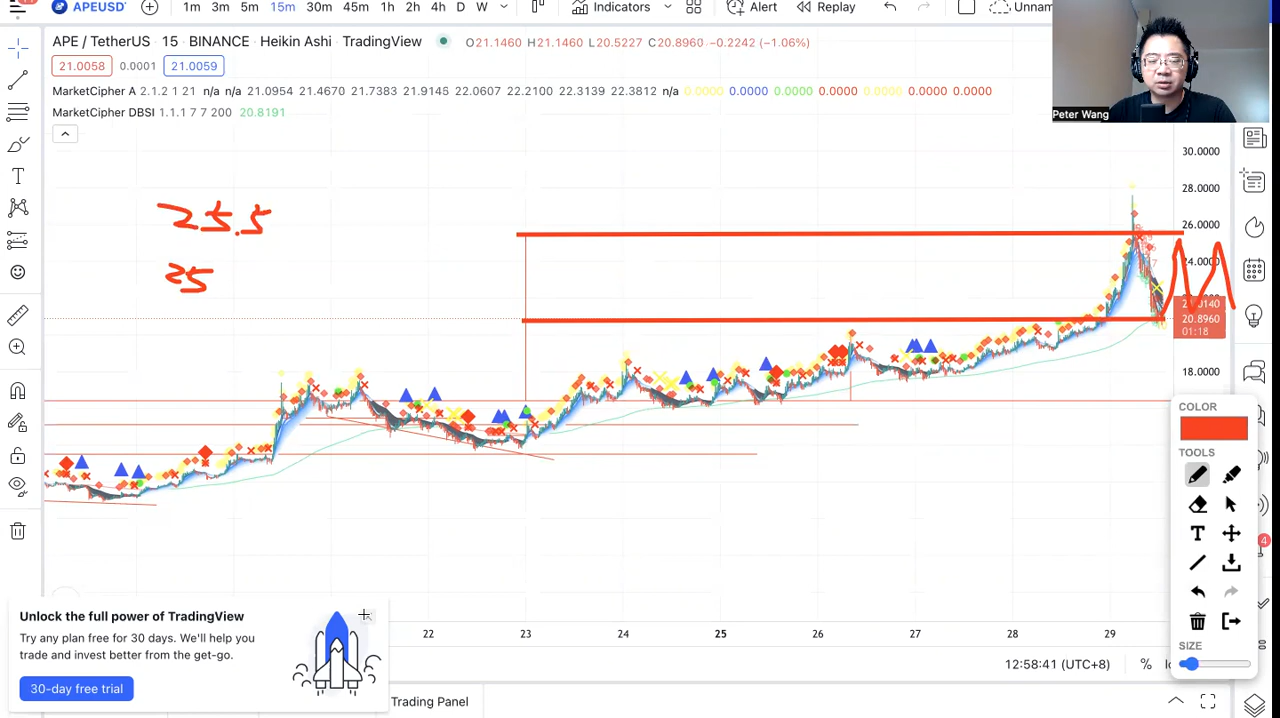 APEUSD 1m 3m 5m 15m 30m 45m 1h 2h 4h D W Indicators Alert Replay Unnam
APE / TetherUS · 15 · BINANCE · Heikin Ashi · TradingView O21.1460 H21.1460 L20.5227 C20.8960 −0.2242 (−1.06%)
21.0058 0.0001 21.0059
MarketCipher A 2.1.2 1 21 n/a n/a 21.0954 21.4670 21.7383 21.9145 22.0907 22.2100 22.3139 22.3812 n/a 0.0000 0.0000 0.0000 0.0000 0.0000 0.0000 0.0000
MarketCipher DBSI 1.1.1 7 7 200 20.8191
Peter Wang
30.0000
28.0000
26.0000
24.0000
20.8960
01:18
18.0000
25.5
25
COLOR
TOOLS
T
SIZE
4
Unlock the full power of TradingView
Try any plan free for 30 days. We'll help you
trade and invest better from the get-go.
30-day free trial
22 23 24 25 26 27 28 29
12:58:41 (UTC+8) %
Trading Panel